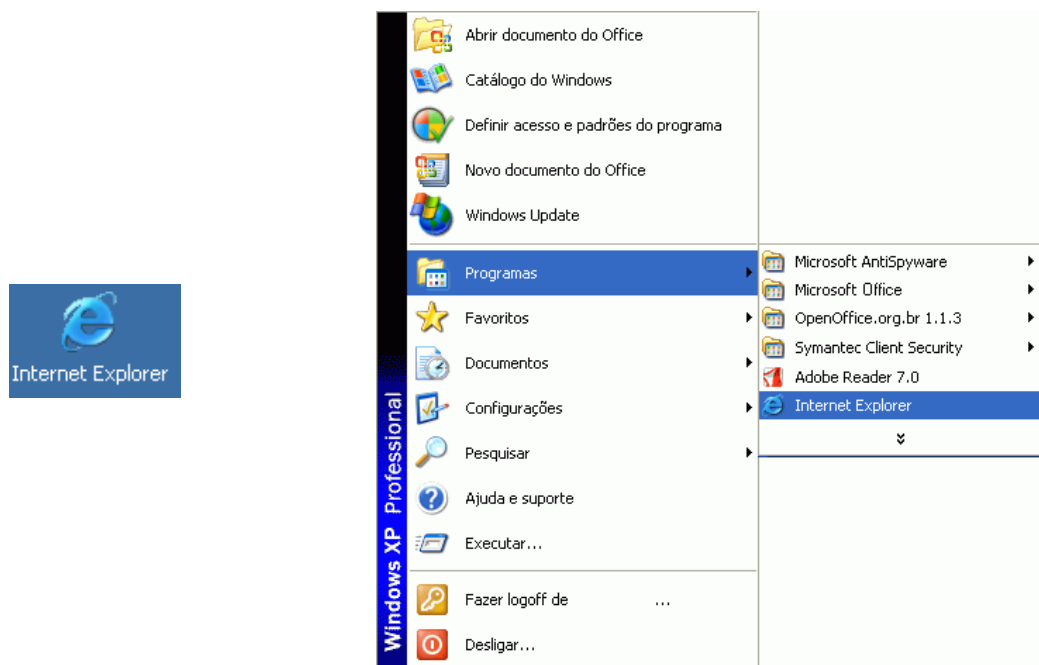 Internet Explorer
Windows XP Professional
Abrir documento do Office
Catálogo do Windows
Definir acesso e padrões do programa
Novo documento do Office
Windows Update
Programas
Favoritos
Documentos
Configurações
Pesquisar
Ajuda e suporte
Executar...
Fazer logoff de ...
Desligar...
Microsoft AntiSpyware
Microsoft Office
OpenOffice.org.br 1.1.3
Symantec Client Security
Adobe Reader 7.0
Internet Explorer